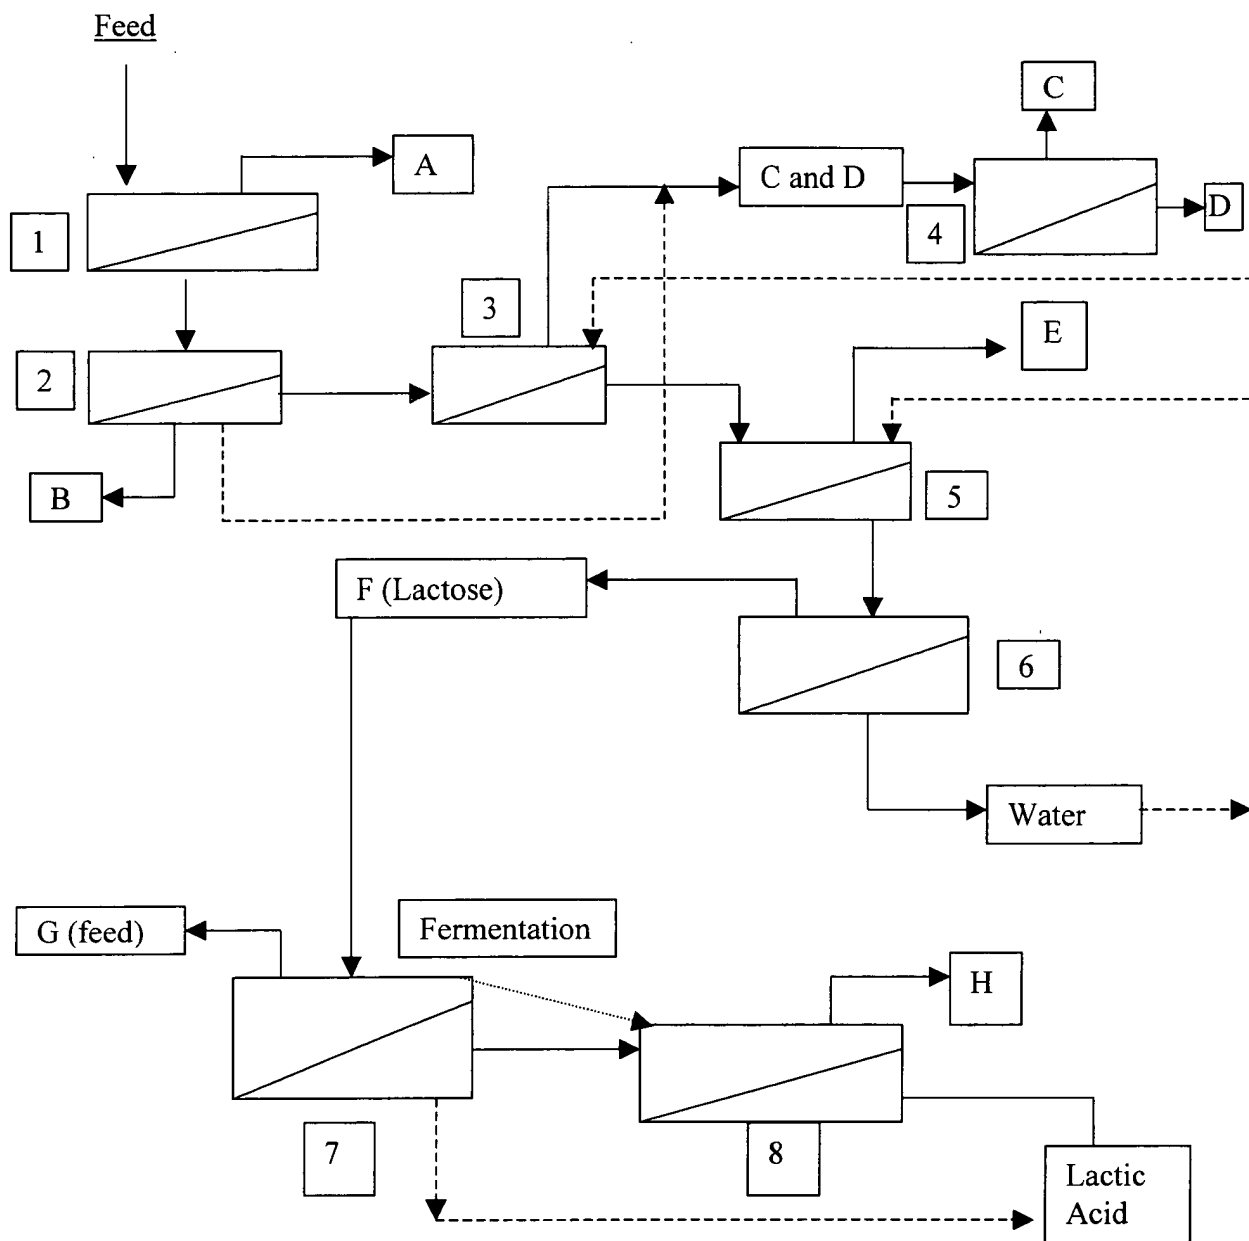 Feed
C
A
C and D
D
1
4
3
E
2
B
5
F (Lactose)
6
Water
G (feed)
Fermentation
H
7
8
Lactic
Acid